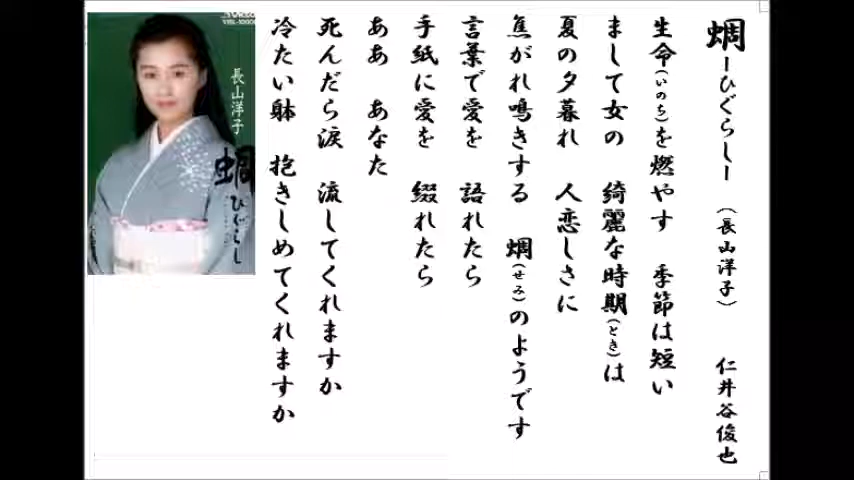 蜩ーひぐらしー （長山洋子） 仁井谷俊也
生命（いのち）を燃やす 季節は短い
まして女の 綺麗な時期（とき）は
夏の夕暮れ 人恋しさに
焦がれ鳴きする 蜩（せみ）のようです
言葉で愛を 語れたら
手紙に愛を 綴れたら
ああ あなた
死んだら涙 流してくれますか
冷たい躰 抱きしめてくれますか
長山洋子
蜩
ひぐらし